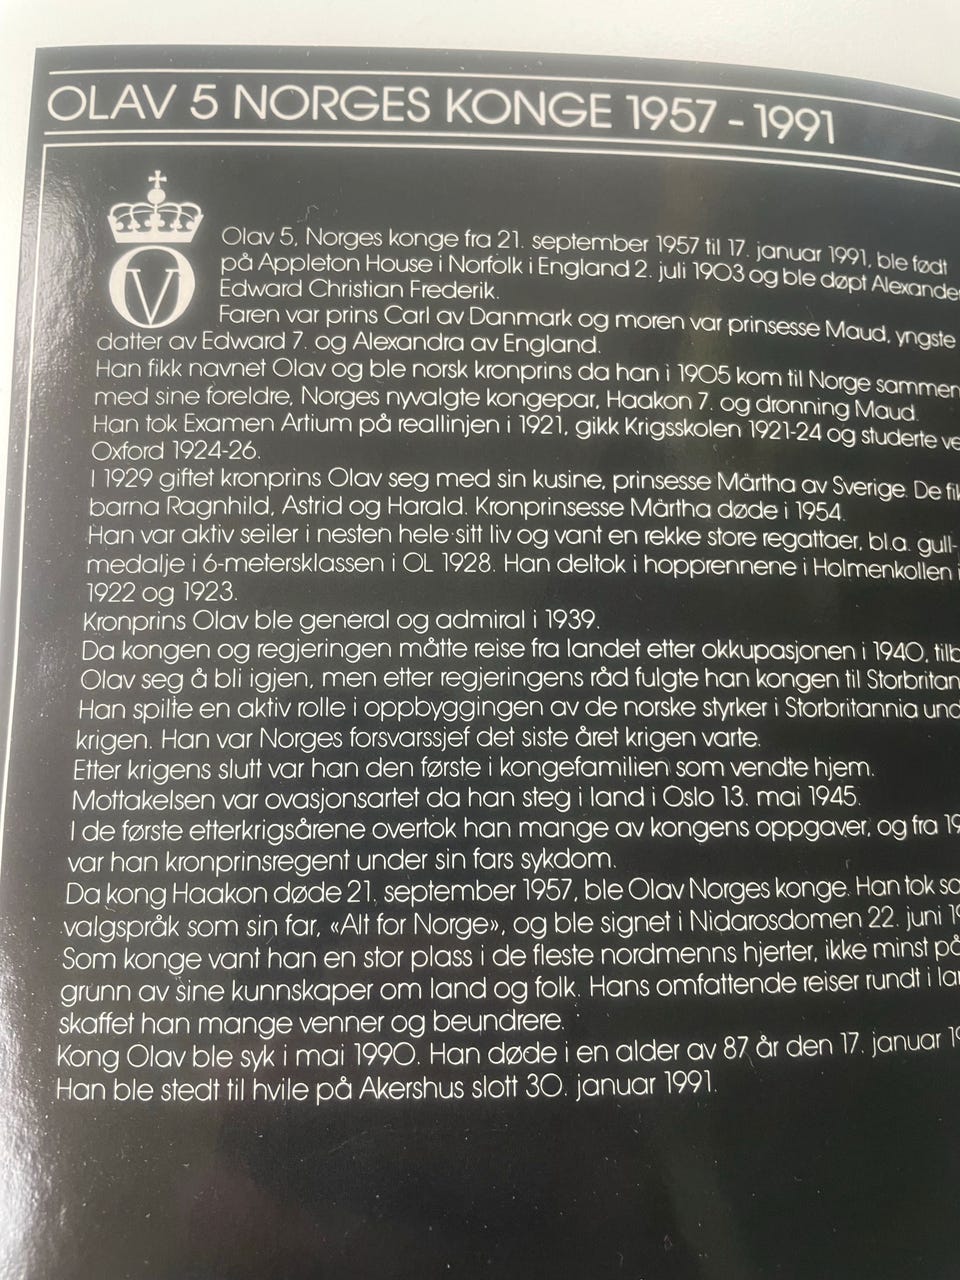 OLAV 5 NORGES KONGE 1957 - 1991
OV
Olav 5, Norges konge fra 21. september 1957 til 17. januar 1991, ble født
på Appleton House i Norfolk i England 2. juli 1903 og ble døpt
Edward Christian Frederik.
Faren var prins Carl av Danmark og moren var prinsesse Maud, yngste
datter av Edward 7. og Alexandra av England.
Han fikk navnet Olav og ble norsk kronprins da han i 1905 kom til Norge sammen
med sine foreldre, Norges nyvalgte kongepar, Haakon 7. og dronning Maud.
Han tok Examen Artium på reallinjen i 1921, gikk Krigsskolen 1921-24 og studerte
Oxford 1924-26.
I 1929 giftet kronprins Olav seg med sin kusine, prinsesse Märtha av Sverige. De
barna Ragnhild, Astrid og Harald. Kronprinsesse Märtha døde i 1954.
Han var aktiv seiler i nesten hele sitt liv og vant en rekke store regattaer, bl.a. gull-
medalje i 6-metersklassen i OL 1928. Han deltok i hopprennene i Holmenkollen i
1922 og 1923.
Kronprins Olav ble general og admiral i 1939.
Da kongen og regjeringen måtte reise fra landet etter okkupasjonen i 1940,
Olav seg å bli igjen, men etter regjeringens råd fulgte han kongen til
Han spilte en aktiv rolle i oppbyggingen av de norske styrker i Storbritannia
krigen. Han var Norges forsvarssjef det siste året krigen varte.
Etter krigens slutt var han den første i kongefamilien som vendte hjem.
Mottakelsen var ovasjonsartet da han steg i land i Oslo 13. mai 1945.
I de første etterkrigsårene overtok han mange av kongens oppgaver, og fra
var han kronprinsregent under sin fars sykdom.
Da kong Haakon døde 21. september 1957, ble Olav Norges konge. Han tok
valgspråk som sin far, «Alt for Norge», og ble signet i Nidarosdomen 22. juni
Som konge vant han en stor plass i de fleste nordmenns hjerter, ikke minst på
grunn av sine kunnskaper om land og folk. Hans omfattende reiser rundt i
skaffet han mange venner og beundrere.
Kong Olav ble syk i mai 1990. Han døde i en alder av 87 år den 17. januar
Han ble stedt til hvile på Akershus slott 30. januar 1991.